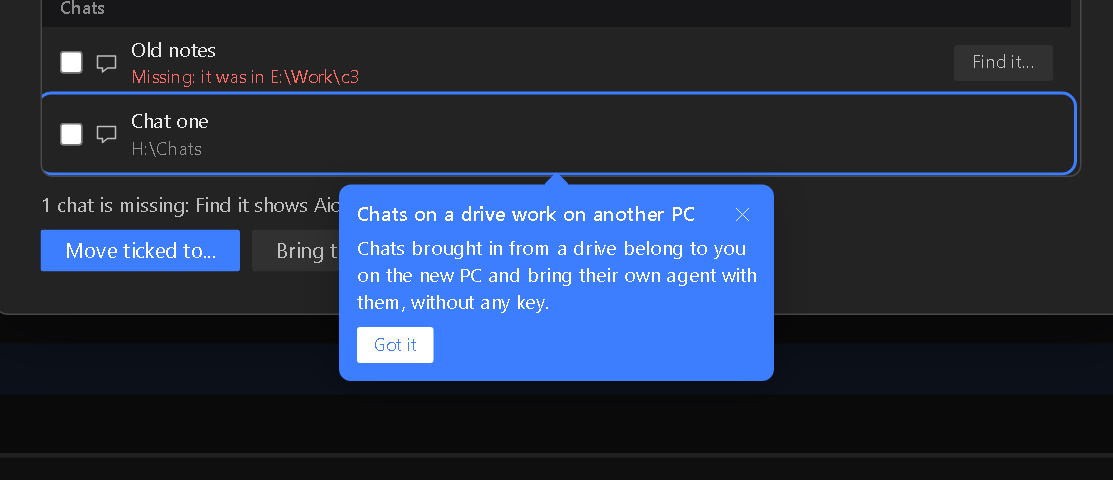 Chats
Old notes
Missing: it was in E:\Work\c3
Find it...
Chat one
H:\Chats
1 chat is missing: Find it shows
Move ticked to...
Bring
Chats on a drive work on another PC
Chats brought in from a drive belong to you
on the new PC and bring their own agent with
them, without any key.
Got it